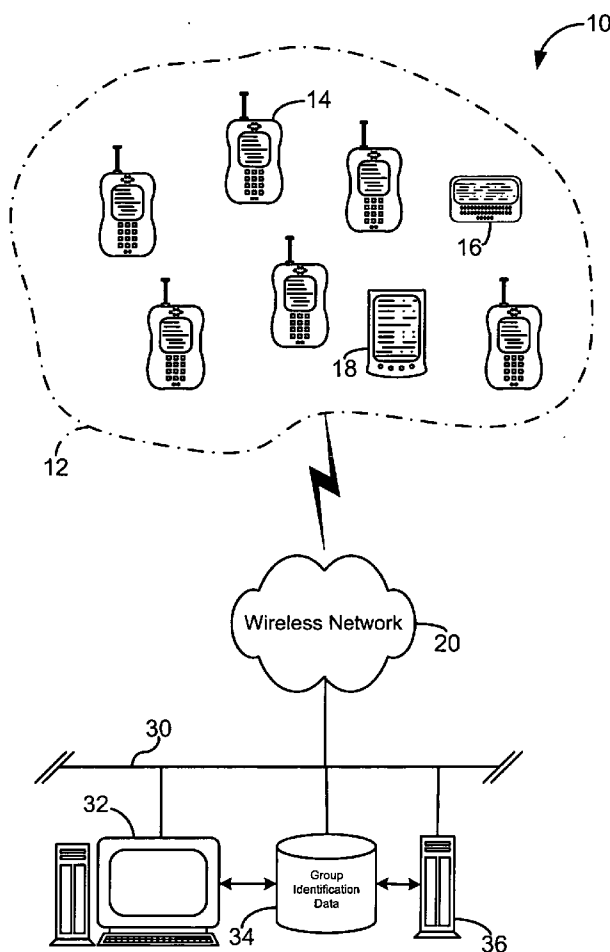 10
14
16
18
12
Wireless Network
20
30
32
Group
Identification
Data
34
36